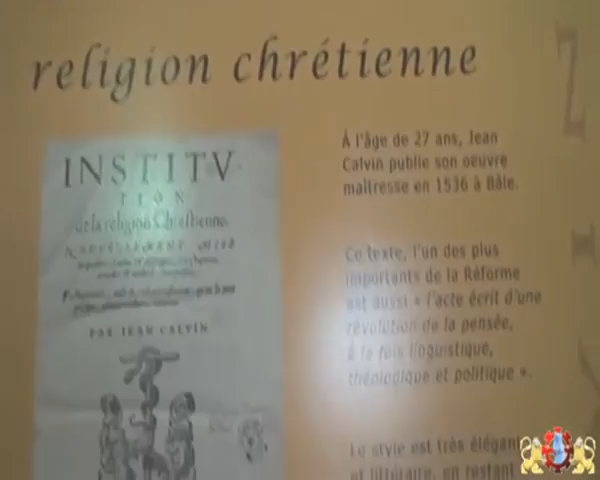 religion chrétienne
INSTITV
TION
de la religion Chrestienne.
PAR IEAN CALVIN
À l'âge de 27 ans, Jean
Calvin publie son oeuvre
maîtresse en 1536 à Bâle.
Ce texte, l'un des plus
importants de la Réforme
est aussi « l'acte écrit d'une
révolution de la pensée,
à la fois linguistique,
théologique et politique ».
Le style est très élégant
et littéraire, en restant